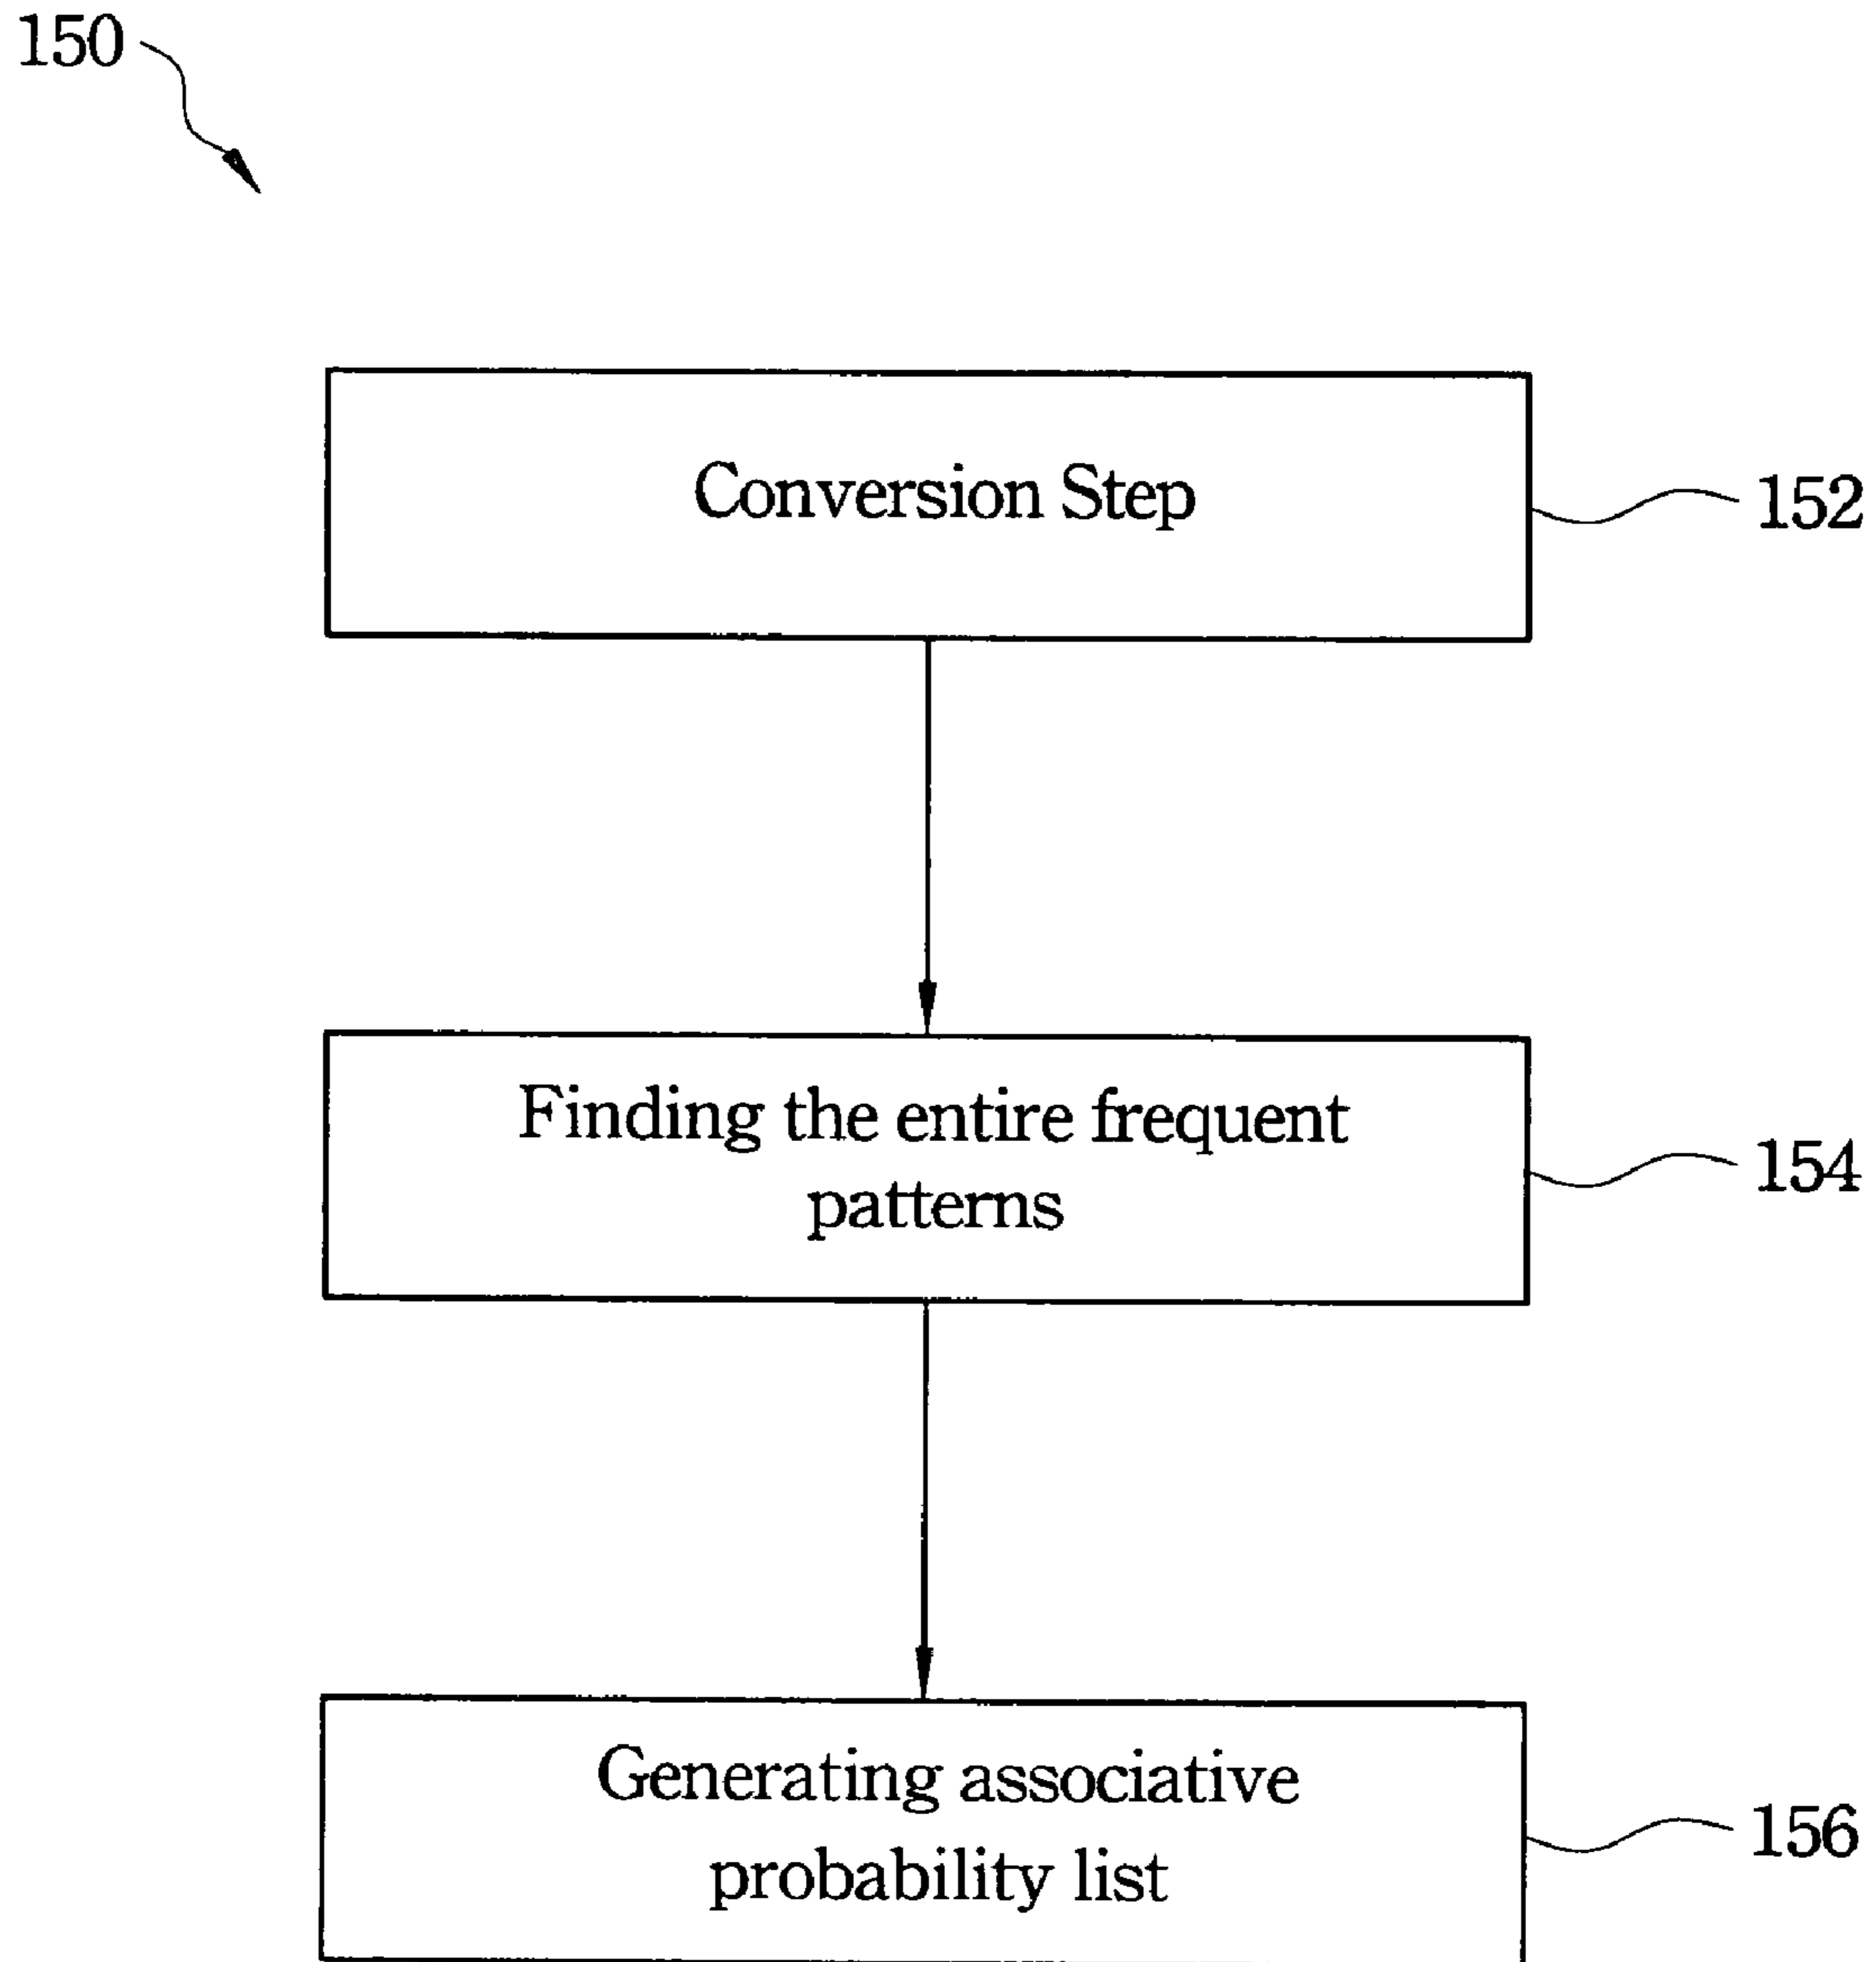 150
Conversion Step
152
Finding the entire frequent
patterns
154
Generating associative
probability list
156